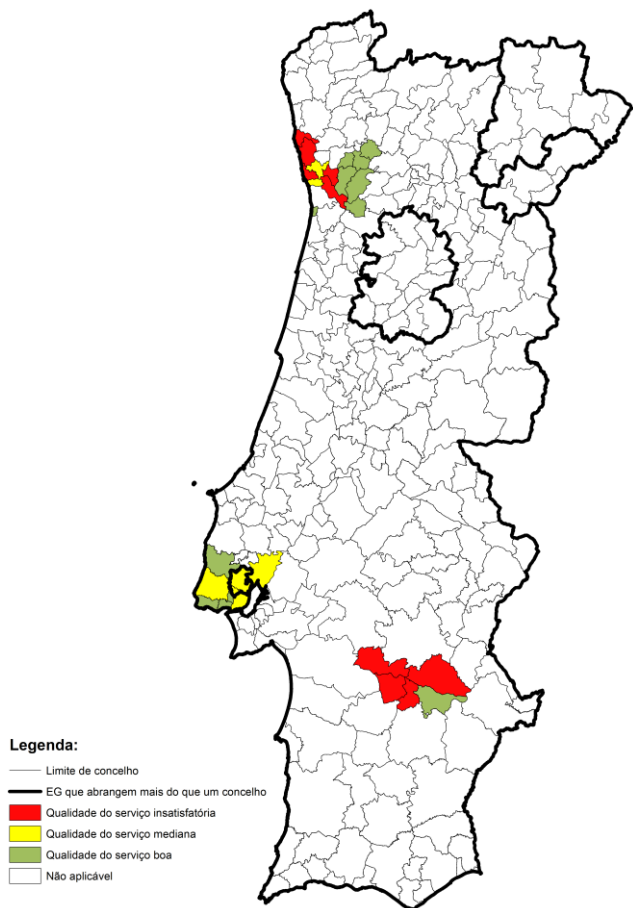 Legenda:
Limite de concelho
EG que abrangem mais do que um concelho
Qualidade do serviço insatisfatória
Qualidade do serviço mediana
Qualidade do serviço boa
Não aplicável